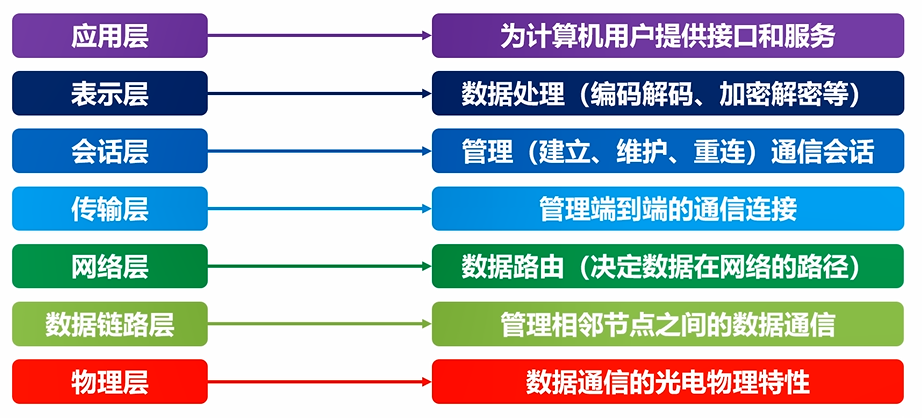 应用层 为计算机用户提供接口和服务
表示层 数据处理（编码解码、加密解密等）
会话层 管理（建立、维护、重连）通信会话
传输层 管理端到端的通信连接
网络层 数据路由（决定数据在网络的路径）
数据链路层 管理相邻节点之间的数据通信
物理层 数据通信的光电物理特性